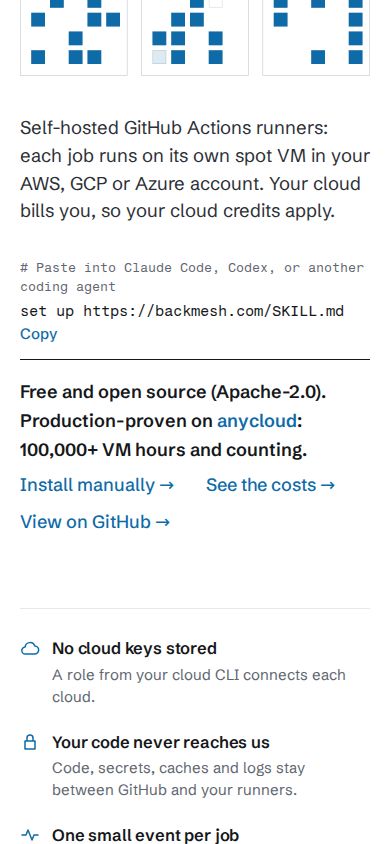 Self-hosted GitHub Actions runners:
each job runs on its own spot VM in your
AWS, GCP or Azure account. Your cloud
bills you, so your cloud credits apply.
# Paste into Claude Code, Codex, or another
coding agent
set up https://backmesh.com/SKILL.md
Copy
Free and open source (Apache-2.0).
Production-proven on anycloud:
100,000+ VM hours and counting.
Install manually → See the costs →
View on GitHub →
No cloud keys stored
A role from your cloud CLI connects each
cloud.
Your code never reaches us
Code, secrets, caches and logs stay
between GitHub and your runners.
One small event per job